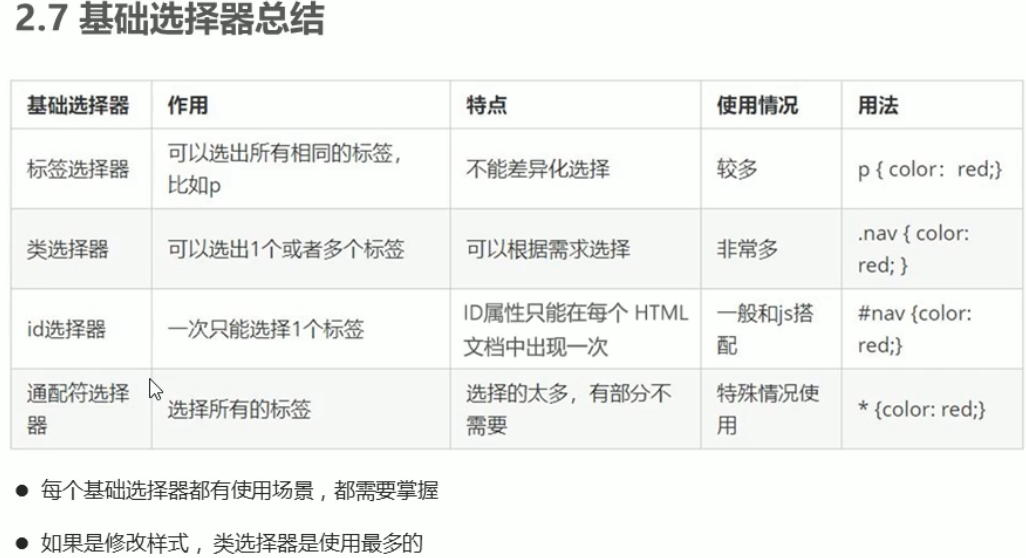 2.7 基础选择器总结
基础选择器 作用 特点 使用情况 用法
标签选择器 可以选出所有相同的标签， 不能差异化选择 较多 p { color：red;}
比如p
类选择器 可以选出1个或者多个标签 可以根据需求选择 非常多 .nav { color:
red; }
id选择器 一次只能选择1个标签 ID属性只能在每个 HTML 一般和js搭 #nav {color:
文档中出现一次 配 red;}
通配符选择 选择所有的标签 选择的太多，有部分不 特殊情况使 * {color: red;}
器 需要 用
● 每个基础选择器都有使用场景，都需要掌握
● 如果是修改样式，类选择器是使用最多的